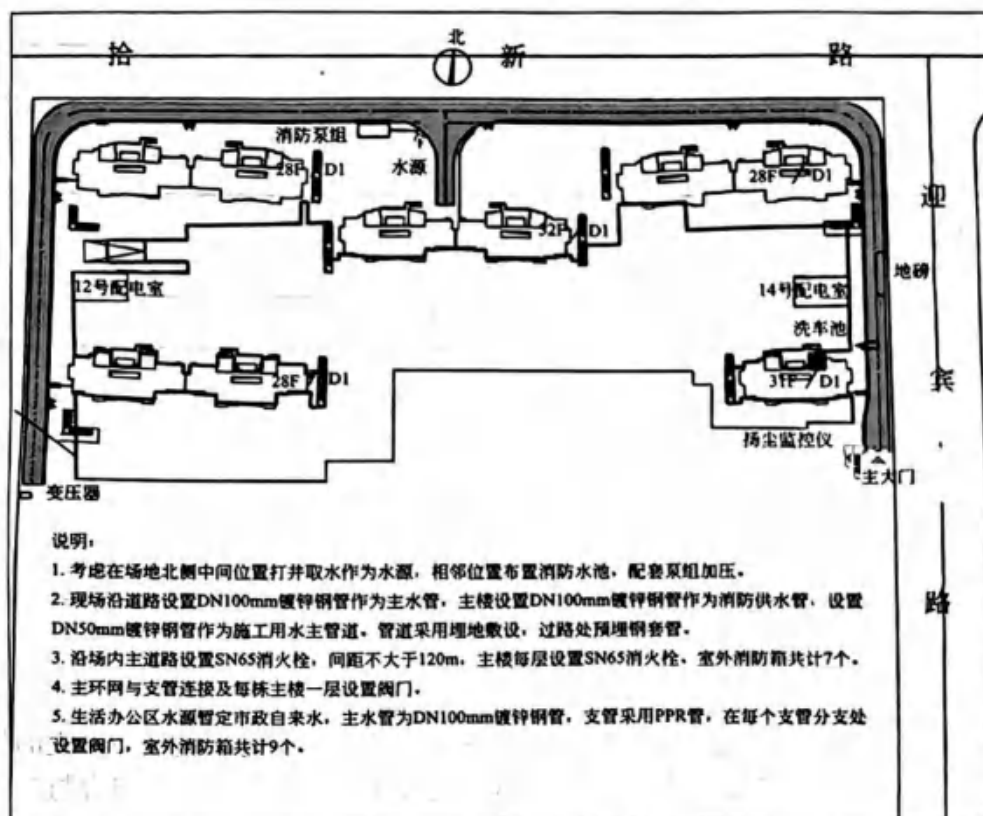 北
拾 新 路
消防泵组
水源
28F D1
28F D1
32F D1
迎宾路
地磅
12号配电室
14号配电室
洗车池
28F D1
31F D1
扬尘监控仪
主大门
变压器
说明：
1. 考虑在场地北侧中间位置打井取水作为水源，相邻位置布置消防水池，配套泵组加压。
2. 现场沿道路设置DN100mm镀锌钢管作为主水管，主楼设置DN100mm镀锌钢管作为消防供水管，设置
DN50mm镀锌钢管作为施工用水主管道。管道采用埋地敷设，过路处预埋钢套管。
3. 沿场内主道路设置SN65消火栓，间距不大于120m，主楼每层设置SN65消火栓、室外消防箱共计7个。
4. 主环网与支管连接及每栋主楼一层设置阀门。
5. 生活办公区水源暂定市政自来水，主水管为DN100mm镀锌钢管，支管采用PPR管，在每个支管分支处
设置阀门，室外消防箱共计9个。